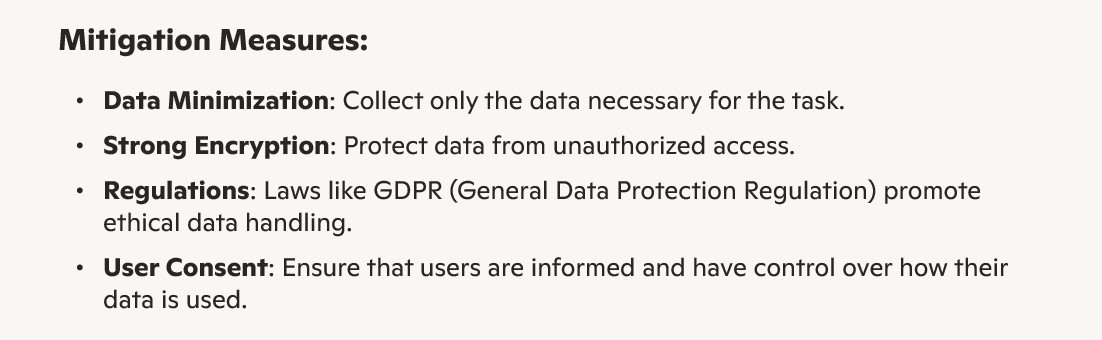 Mitigation Measures:
• Data Minimization: Collect only the data necessary for the task.
• Strong Encryption: Protect data from unauthorized access.
• Regulations: Laws like GDPR (General Data Protection Regulation) promote
ethical data handling.
• User Consent: Ensure that users are informed and have control over how their
data is used.